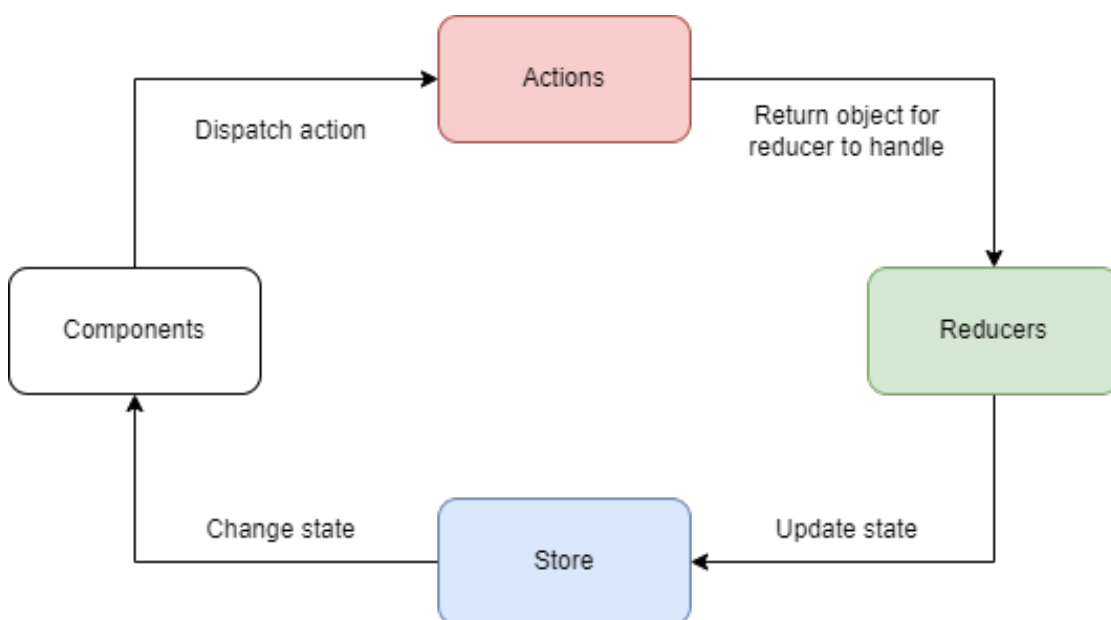 Actions
Dispatch action
Return object for
reducer to handle
Components
Reducers
Change state
Store
Update state